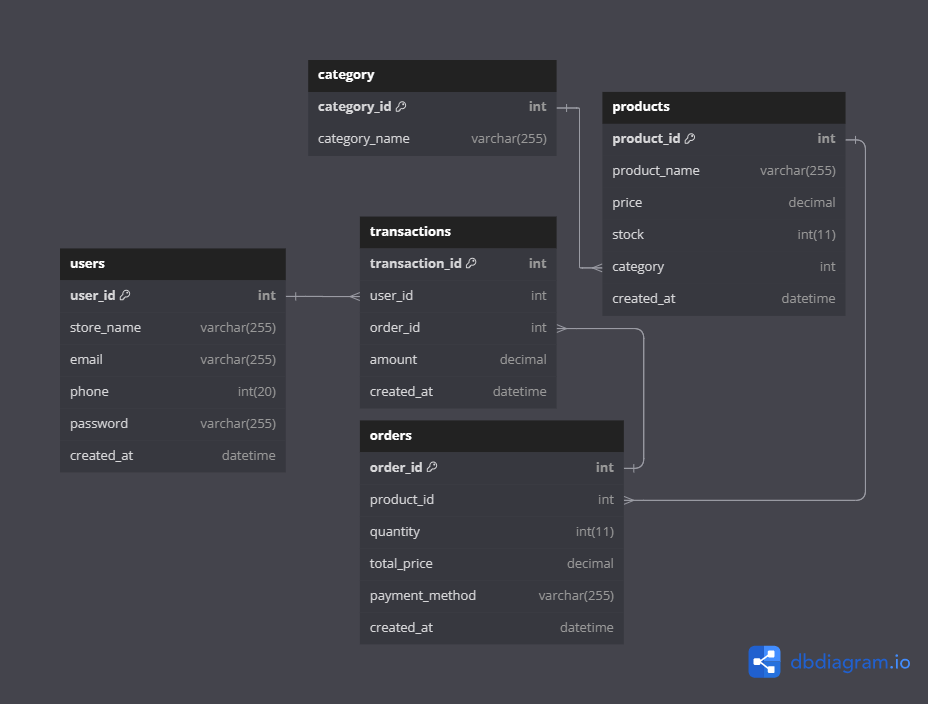 category
category_id int
category_name varchar(255)
products
product_id int
product_name varchar(255)
price decimal
stock int(11)
category int
created_at datetime
transactions
transaction_id int
user_id int
order_id int
amount decimal
created_at datetime
users
user_id int
store_name varchar(255)
email varchar(255)
phone int(20)
password varchar(255)
created_at datetime
orders
order_id int
product_id int
quantity int(11)
total_price decimal
payment_method varchar(255)
created_at datetime
dbdiagram.io